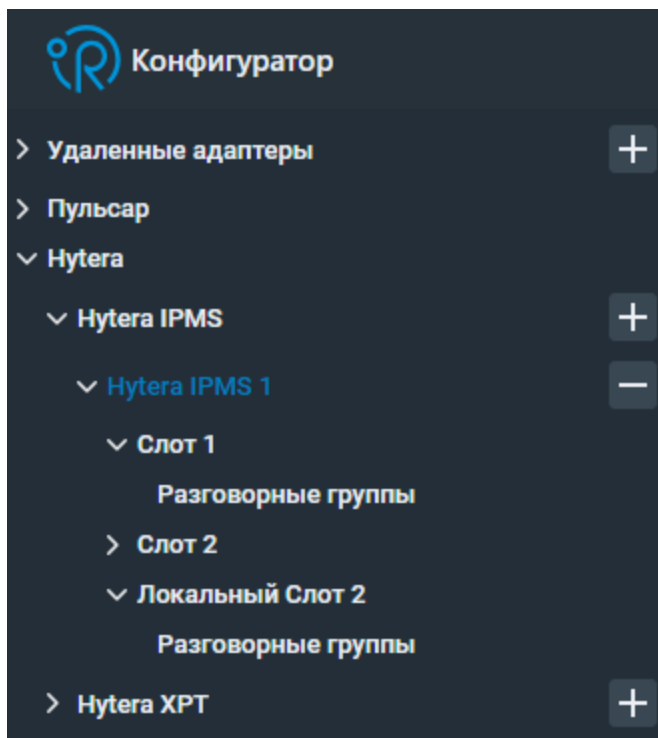 Конфигуратор
Удаленные адаптеры
Пульсар
Hytera
Hytera IPMS
Hytera IPMS 1
Слот 1
Разговорные группы
Слот 2
Локальный Слот 2
Разговорные группы
Hytera XPT